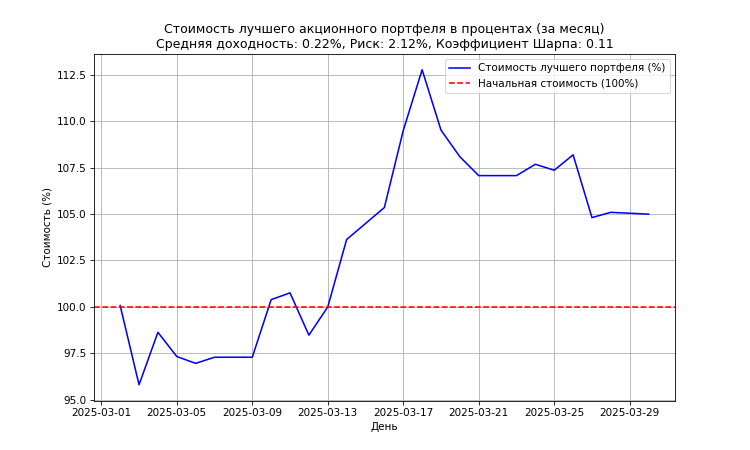 Стоимость лучшего акционного портфеля в процентах (за месяц)
Средняя доходность: 0.22%, Риск: 2.12%, Коэффициент Шарпа: 0.11
Стоимость лучшего портфеля (%)
Начальная стоимость (100%)
Стоимость (%)
112.5
110.0
107.5
105.0
102.5
100.0
97.5
95.0
2025-03-01 2025-03-05 2025-03-09 2025-03-13 2025-03-17 2025-03-21 2025-03-25 2025-03-29
День